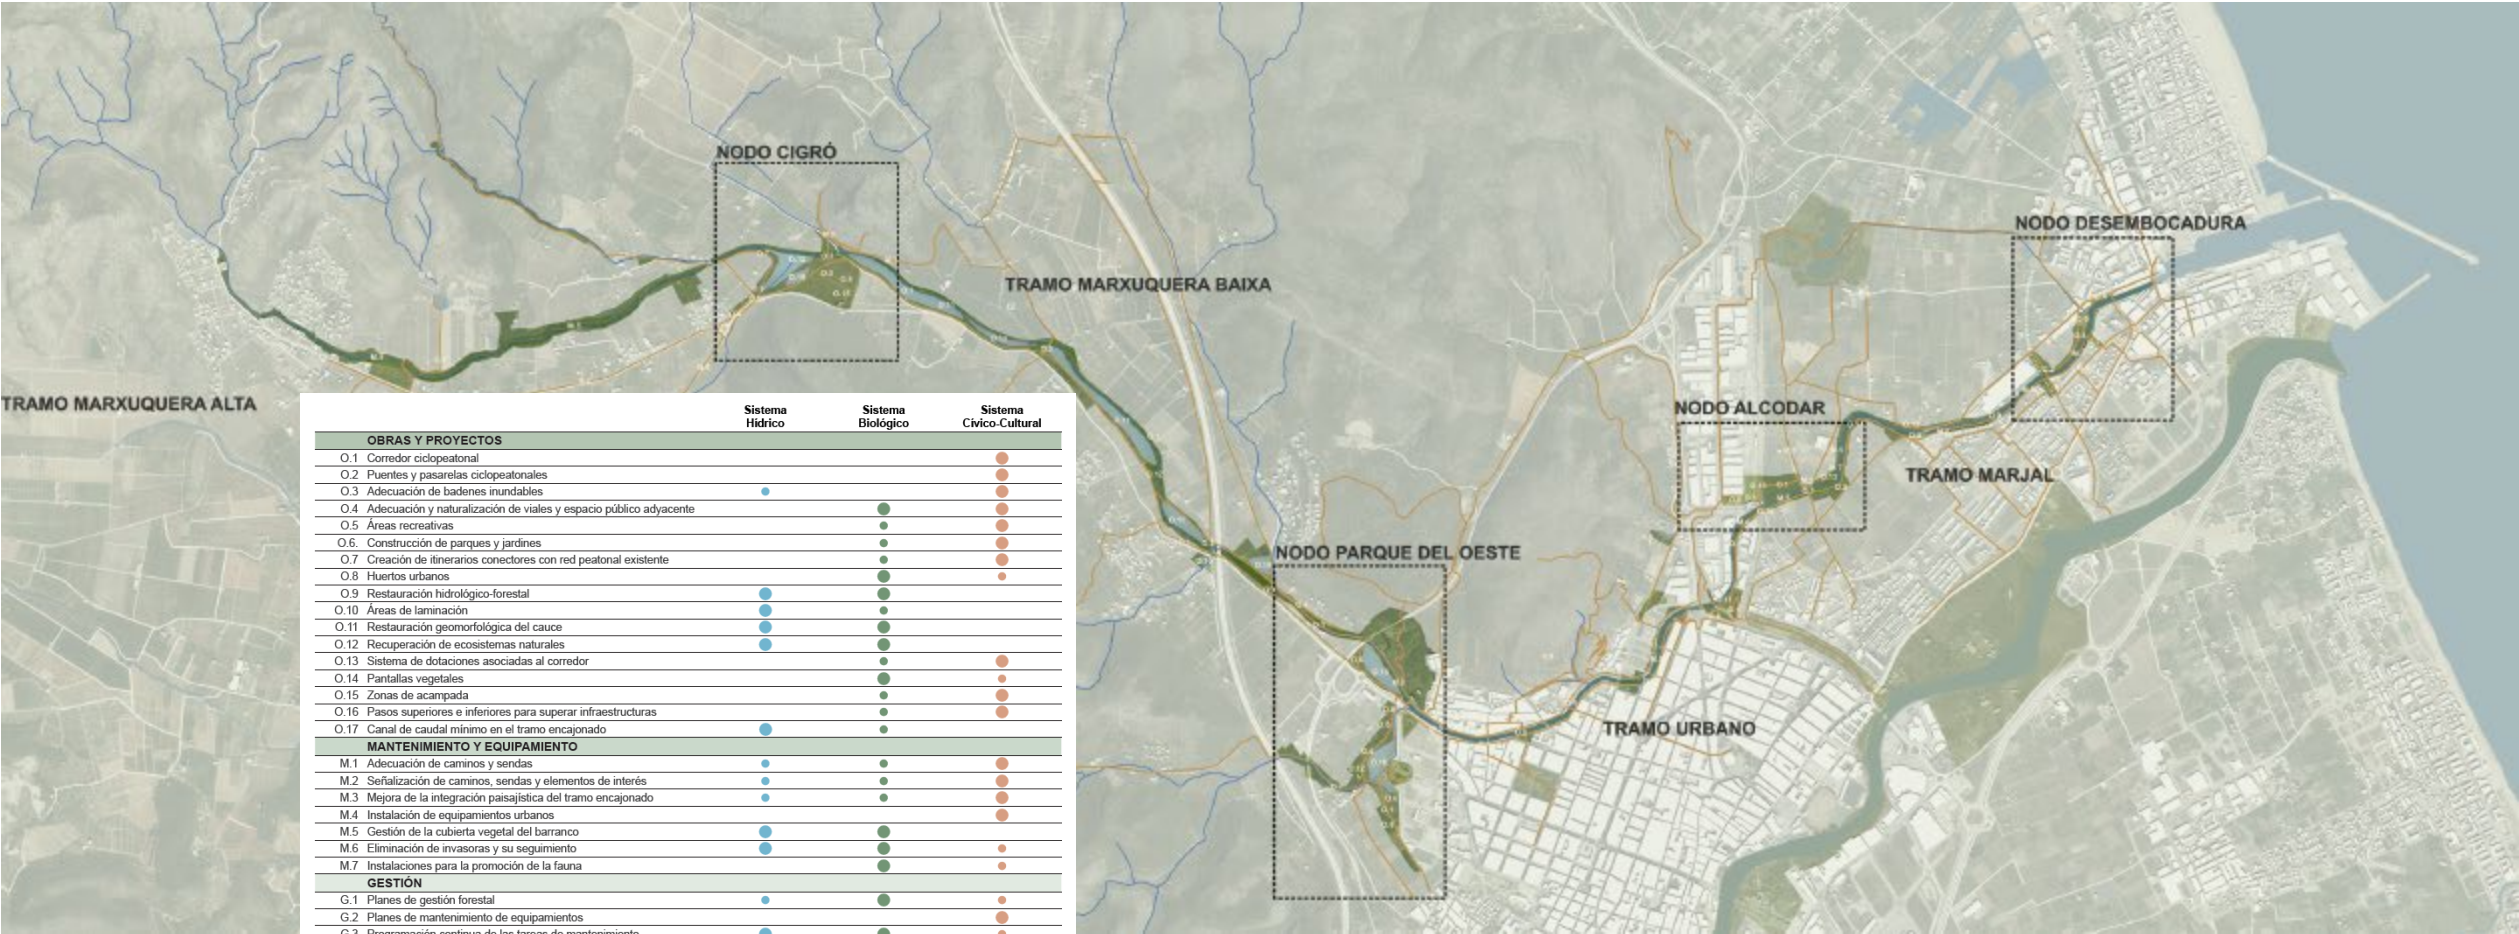 NODO CIGRÓ
NODO DESEMBOCADURA
TRAMO MARXUQUERA BAIXA
TRAMO MARXUQUERA ALTA
NODO ALCODAR
TRAMO MARJAL
NODO PARQUE DEL OESTE
TRAMO URBANO
Sistema Hídrico
Sistema Biológico
Sistema Cívico-Cultural
OBRAS Y PROYECTOS
O.1 Corredor ciclopeatonal
O.2 Puentes y pasarelas ciclopeatonales
O.3 Adecuación de badenes inundables
O.4 Adecuación y naturalización de viales y espacio público adyacente
O.5 Áreas recreativas
O.6. Construcción de parques y jardines
O.7 Creación de itinerarios conectores con red peatonal existente
O.8 Huertos urbanos
O.9 Restauración hidrológico-forestal
O.10 Áreas de laminación
O.11 Restauración geomorfológica del cauce
O.12 Recuperación de ecosistemas naturales
O.13 Sistema de dotaciones asociadas al corredor
O.14 Pantallas vegetales
O.15 Zonas de acampada
O.16 Pasos superiores e inferiores para superar infraestructuras
O.17 Canal de caudal mínimo en el tramo encajonado
MANTENIMIENTO Y EQUIPAMIENTO
M.1 Adecuación de caminos y sendas
M.2 Señalización de caminos, sendas y elementos de interés
M.3 Mejora de la integración paisajística del tramo encajonado
M.4 Instalación de equipamientos urbanos
M.5 Gestión de la cubierta vegetal del barranco
M.6 Eliminación de invasoras y su seguimiento
M.7 Instalaciones para la promoción de la fauna
GESTIÓN
G.1 Planes de gestión forestal
G.2 Planes de mantenimiento de equipamientos
G.3 Programación continua de las tareas de mantenimiento